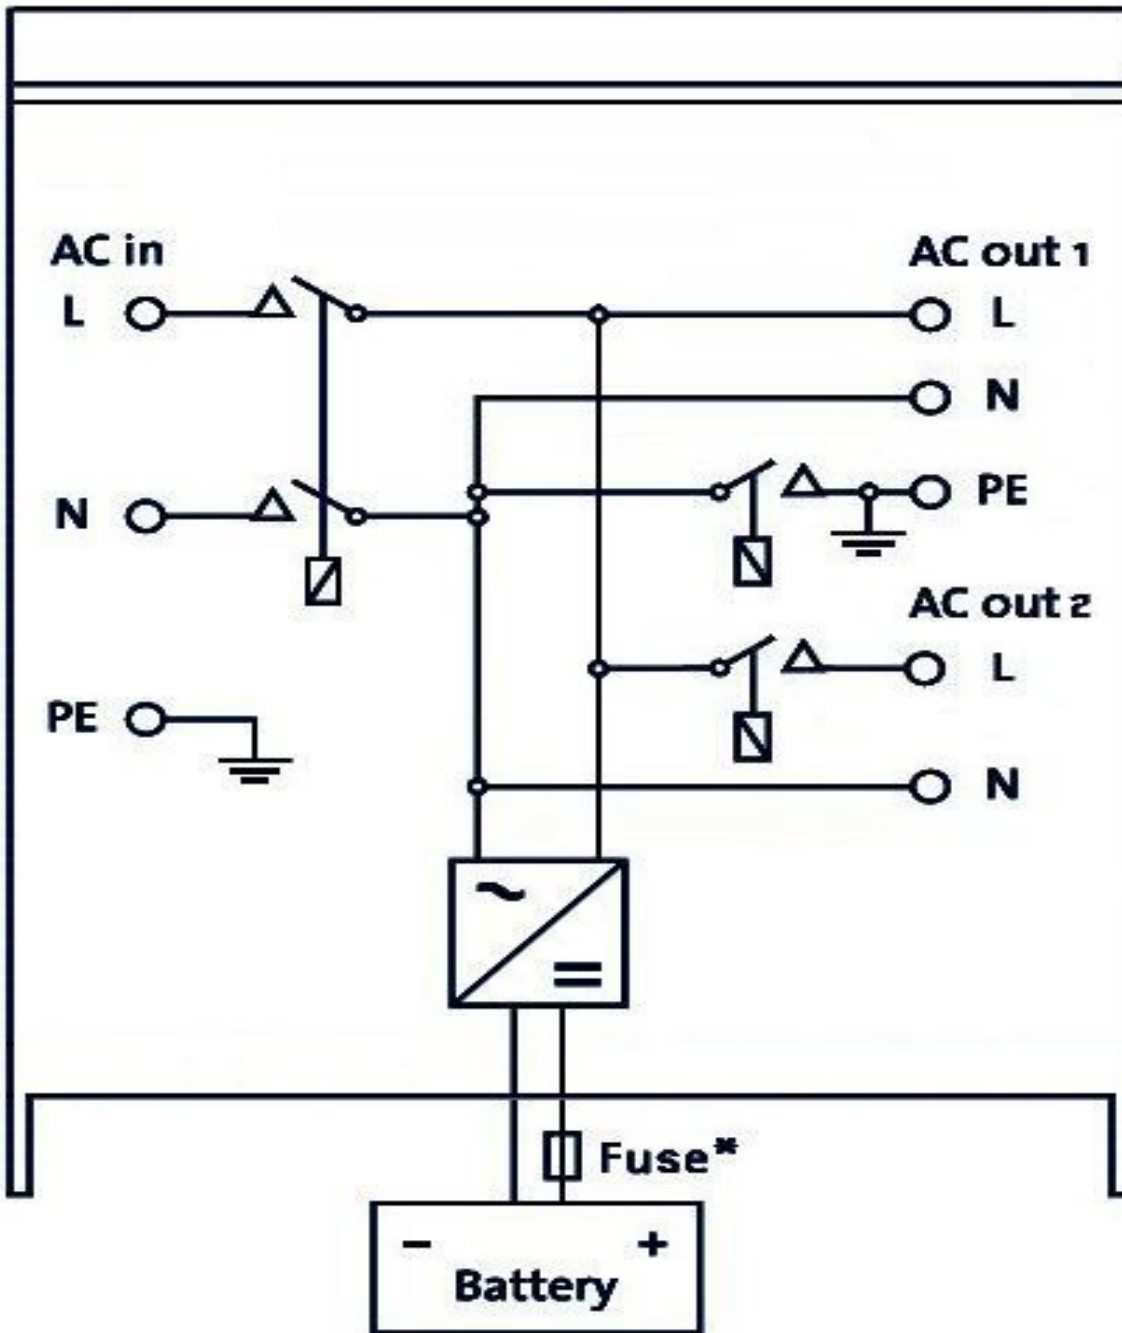 AC in
AC out 1
L
L
N
N
PE
AC out 2
L
PE
N
~
=
Fuse*
- +
Battery